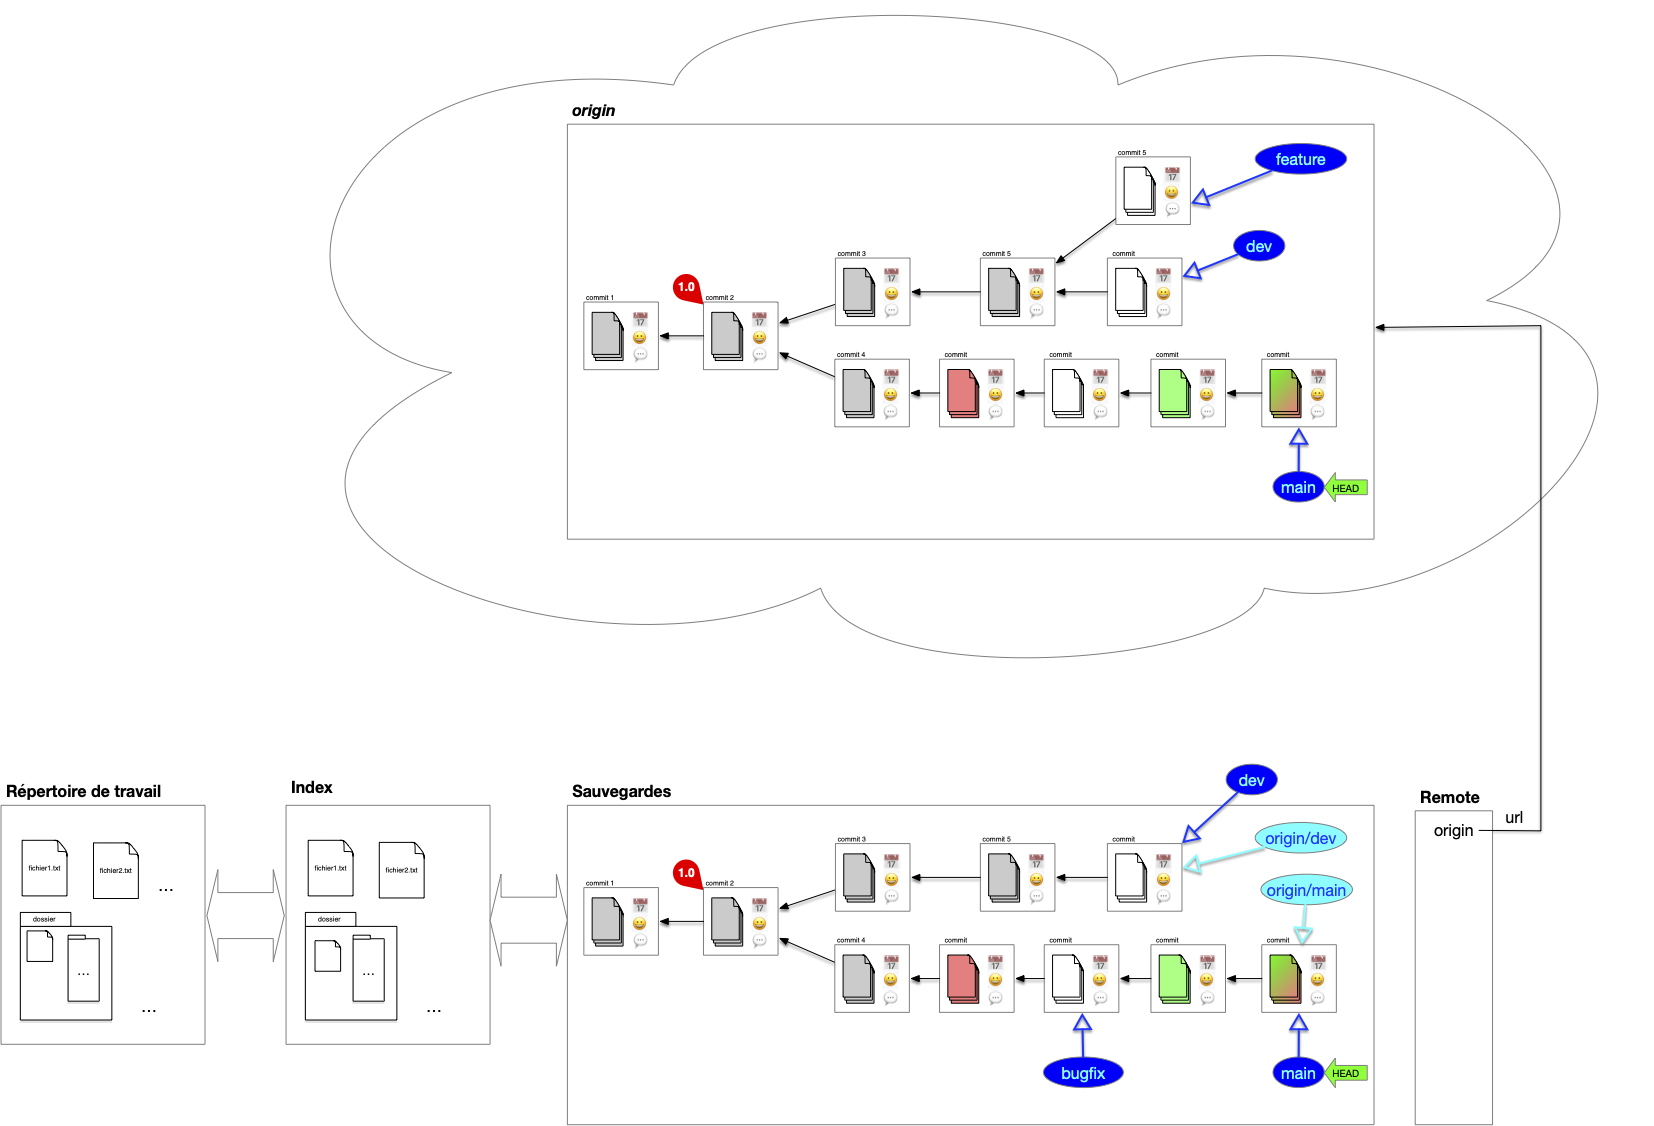 origin
commit 5
feature
dev
commit 3
commit 5
commit
1.0
commit 1
commit 2
commit 4
commit
commit
commit
commit
main
HEAD
Répertoire de travail
Index
Sauvegardes
dev
Remote
url
origin
origin/dev
origin/main
fichier1.txt
fichier2.txt
...
dossier
...
...
fichier1.txt
fichier2.txt
dossier
...
...
commit 3
commit 5
commit
1.0
commit 1
commit 2
commit 4
commit
commit
commit
commit
bugfix
main
HEAD